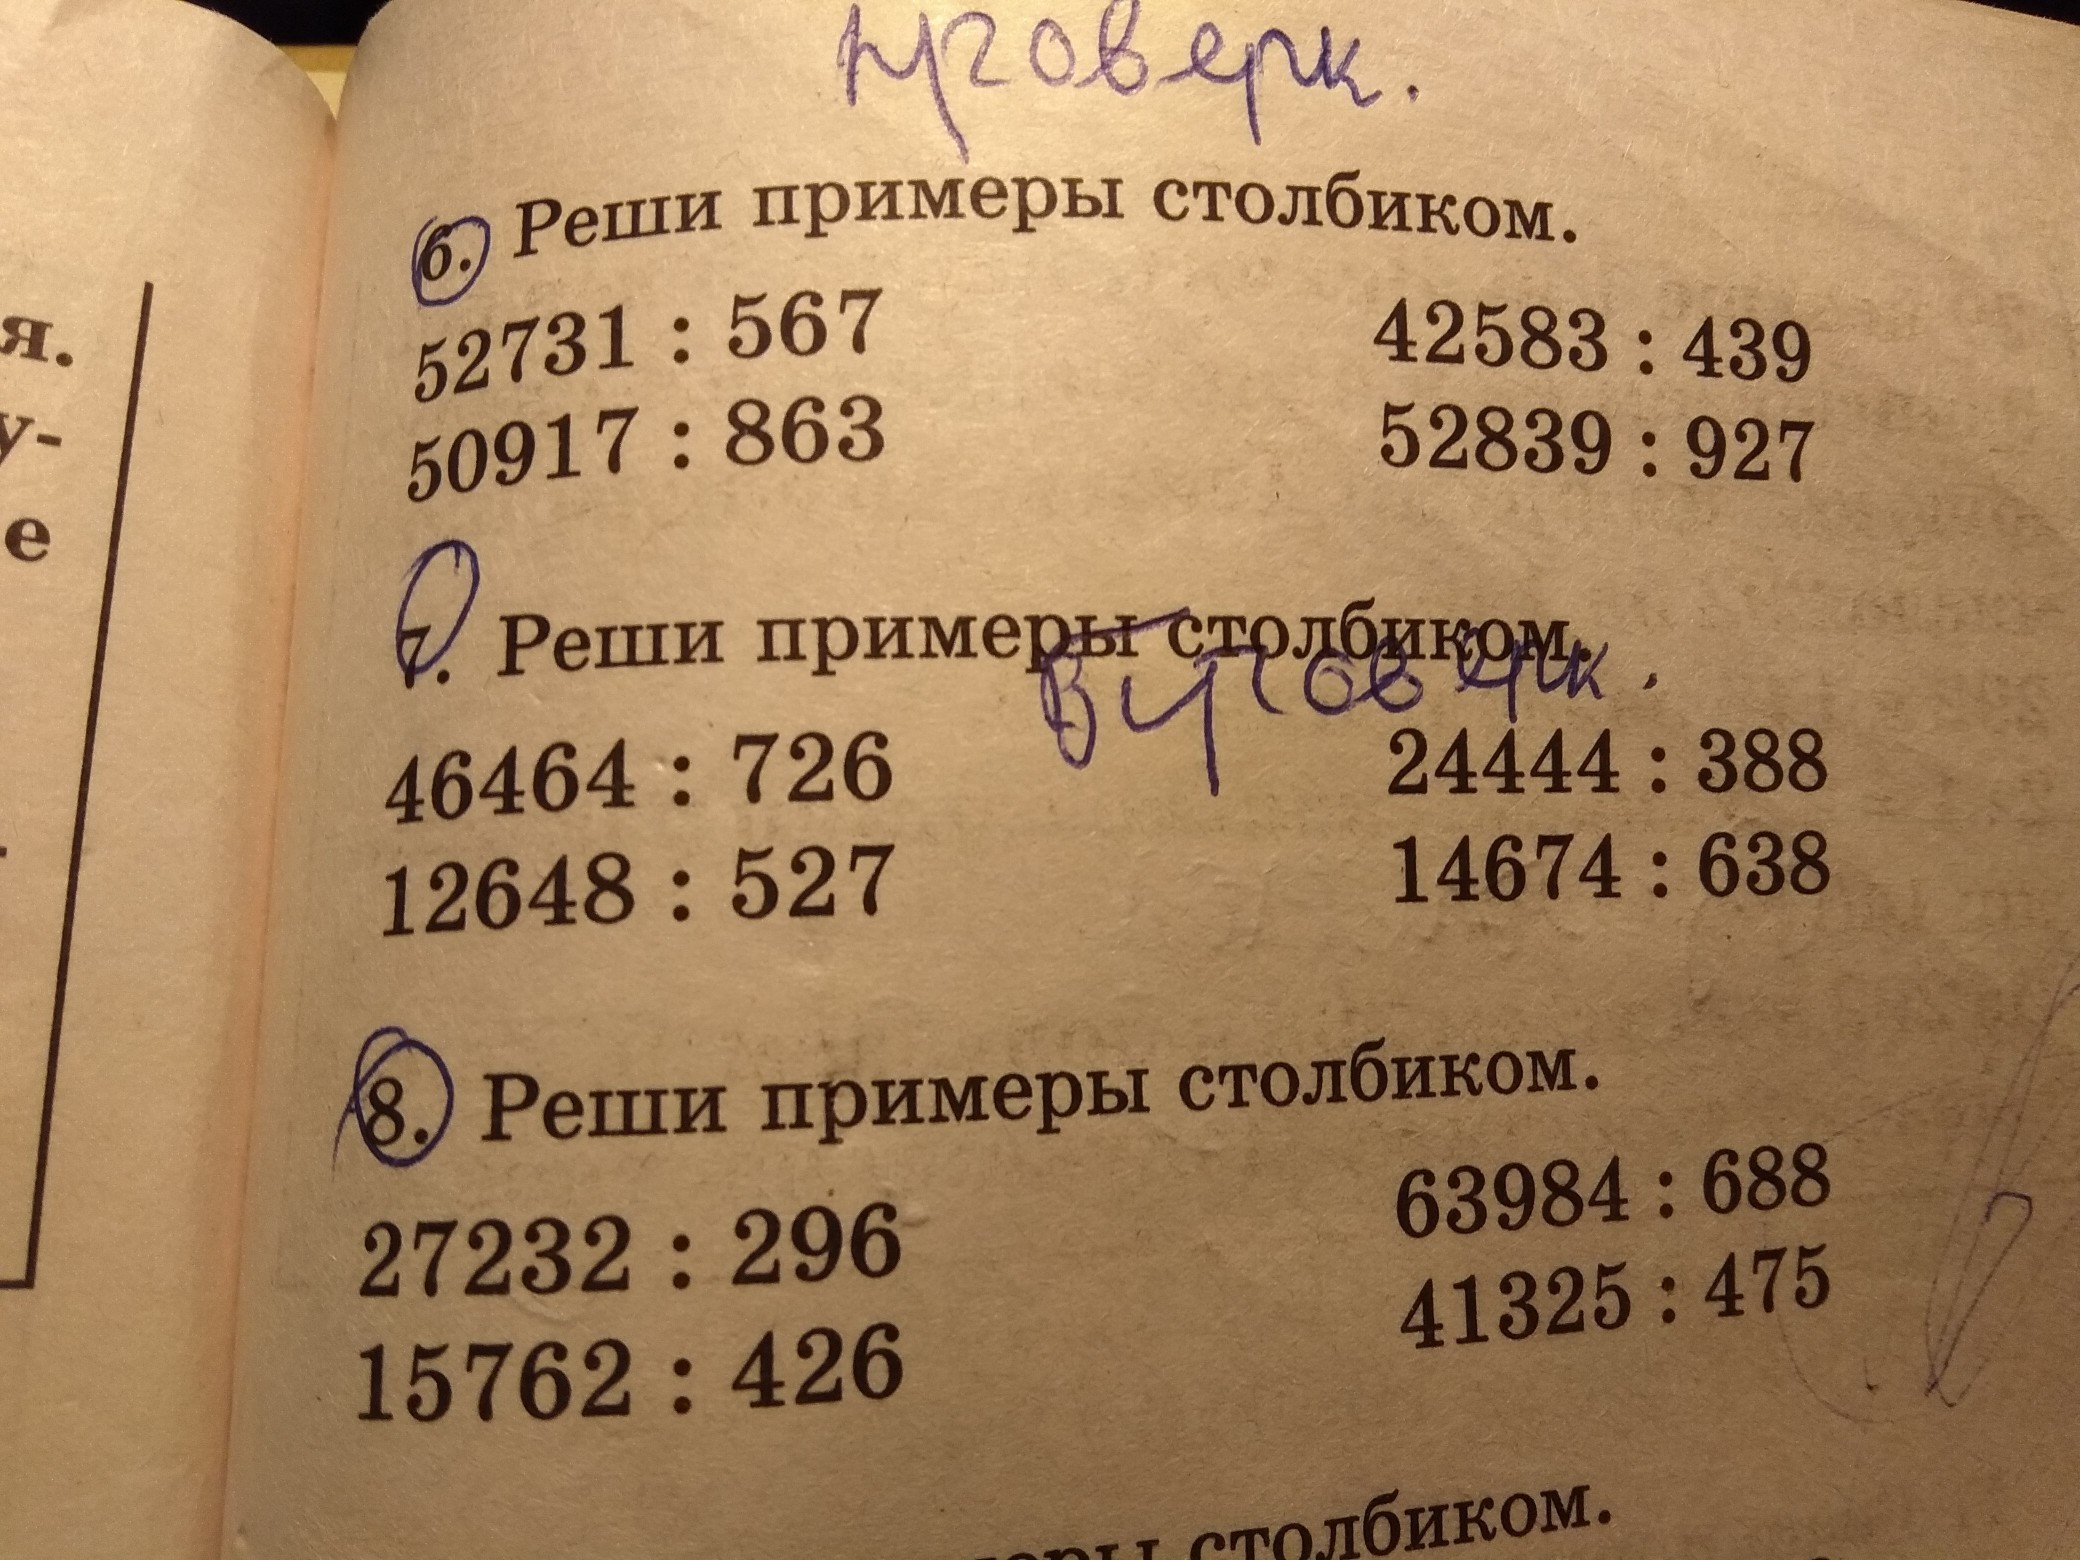 проверк.
6. Реши примеры столбиком.
52731 : 567 42583 : 439
50917 : 863 52839 : 927
7. Реши примеры столбиком.
46464 : 726 24444 : 388
12648 : 527 14674 : 638
8. Реши примеры столбиком.
27232 : 296 63984 : 688
15762 : 426 41325 : 475
столбиком.
я.
у-
е